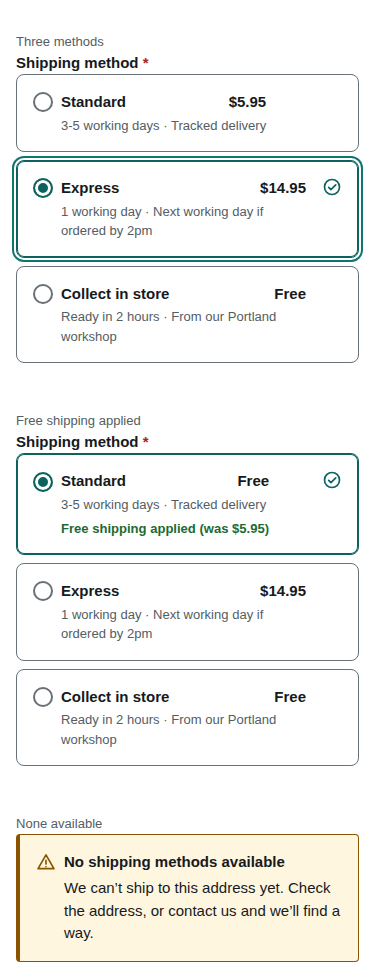 Three methods
Shipping method *
Standard $5.95
3-5 working days · Tracked delivery
Express $14.95
1 working day · Next working day if
ordered by 2pm
Collect in store Free
Ready in 2 hours · From our Portland
workshop
Free shipping applied
Shipping method *
Standard Free
3-5 working days · Tracked delivery
Free shipping applied (was $5.95)
Express $14.95
1 working day · Next working day if
ordered by 2pm
Collect in store Free
Ready in 2 hours · From our Portland
workshop
None available
No shipping methods available
We can’t ship to this address yet. Check
the address, or contact us and we’ll find a
way.